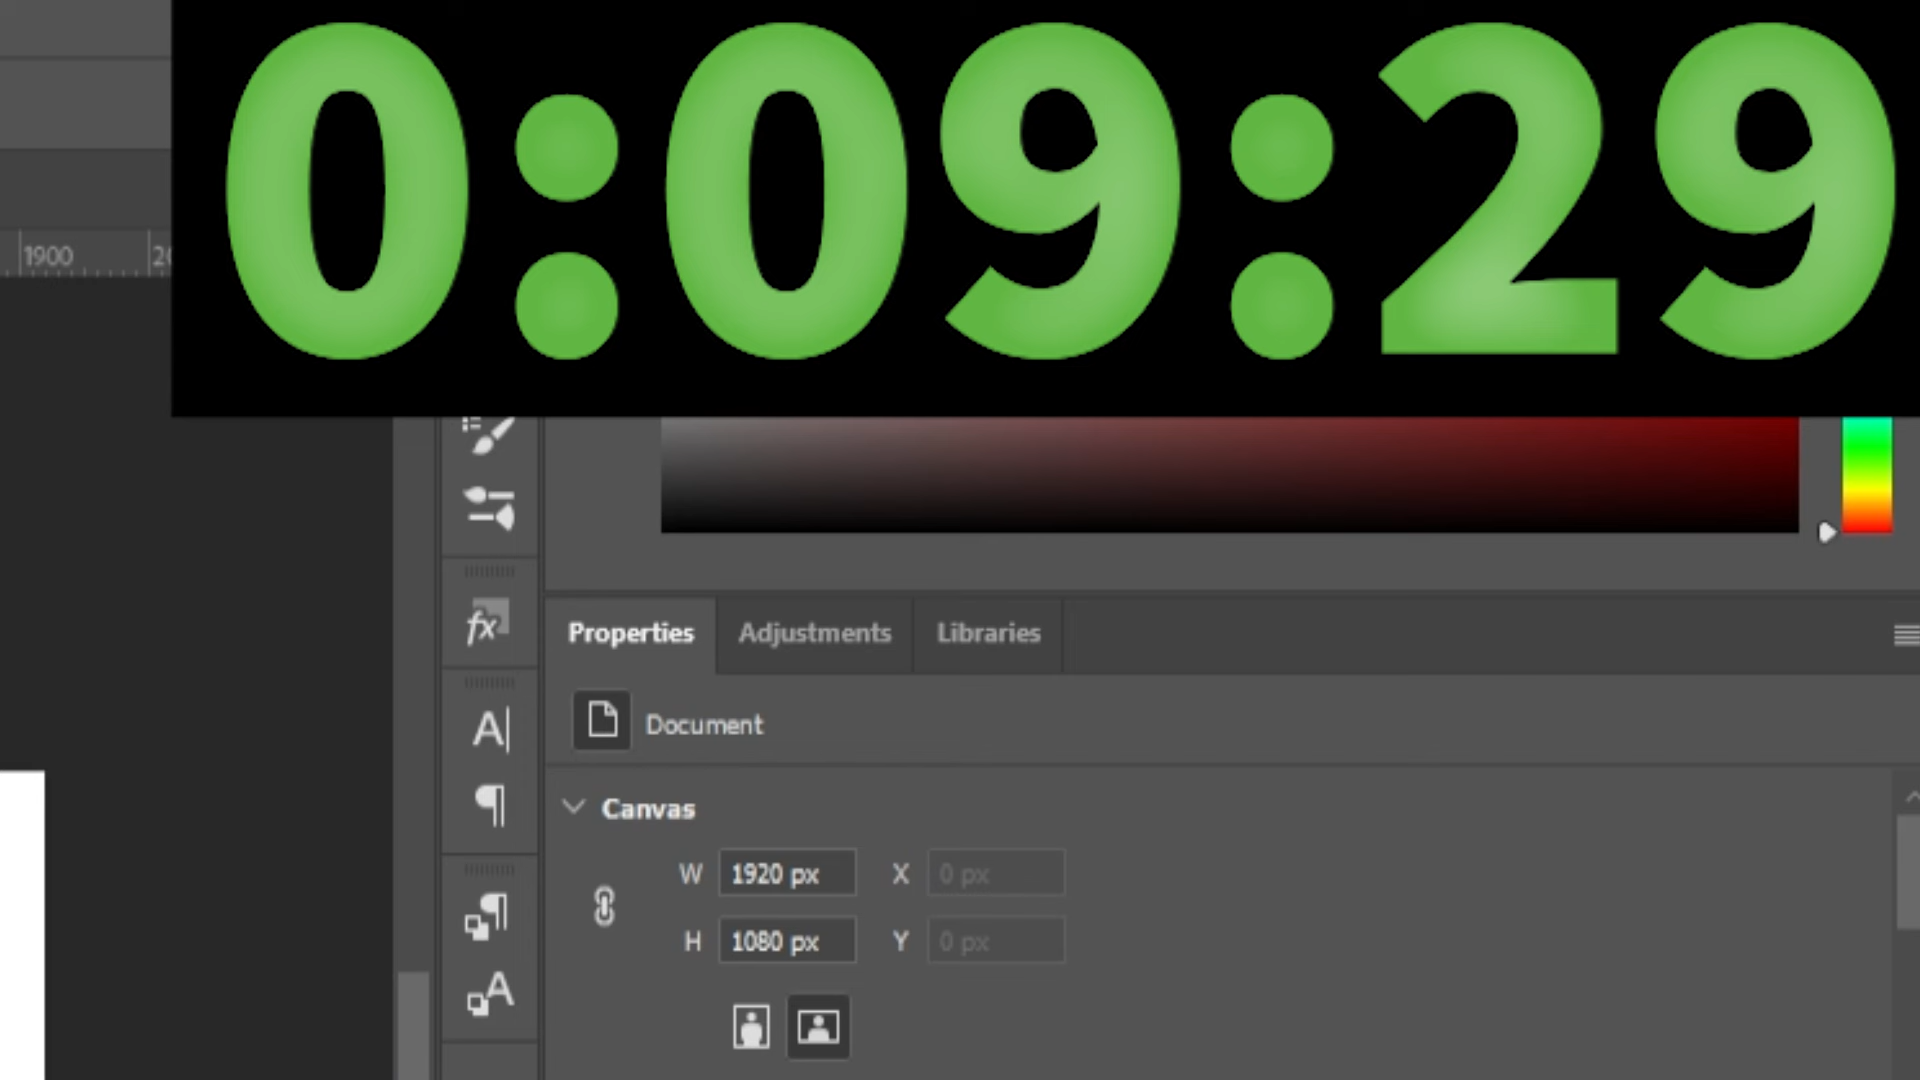 0:09:29
1900
Properties Adjustments Libraries
Document
Canvas
W 1920 px X 0 px
H 1080 px Y 0 px